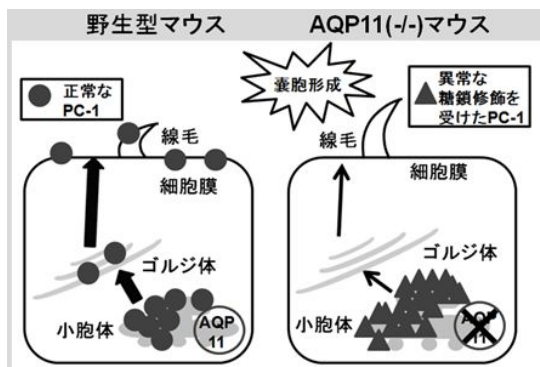 野生型マウス
AQP11(-/-)マウス
正常な
PC-1
線毛
細胞膜
ゴルジ体
小胞体
AQP
11
嚢胞形成
異常な
糖鎖修飾を
受けたPC-1
線毛
細胞膜
ゴルジ体
小胞体
AQP
11